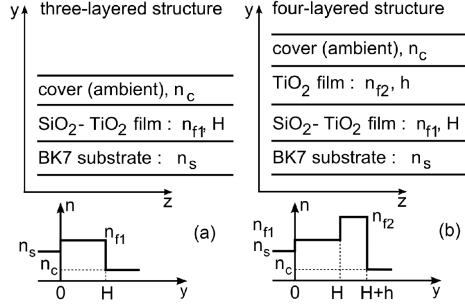 three-layered structure
y
cover (ambient), n_c
SiO₂- TiO₂ film : n_f1, H
BK7 substrate : n_s
z
n
(a)
n_s
n_f1
n_c
0
H
y
four-layered structure
y
cover (ambient), n_c
TiO₂ film : n_f2, h
SiO₂- TiO₂ film : n_f1, H
BK7 substrate : n_s
z
n
(b)
n_f1
n_f2
n_s
n_c
0
H
H+h
y